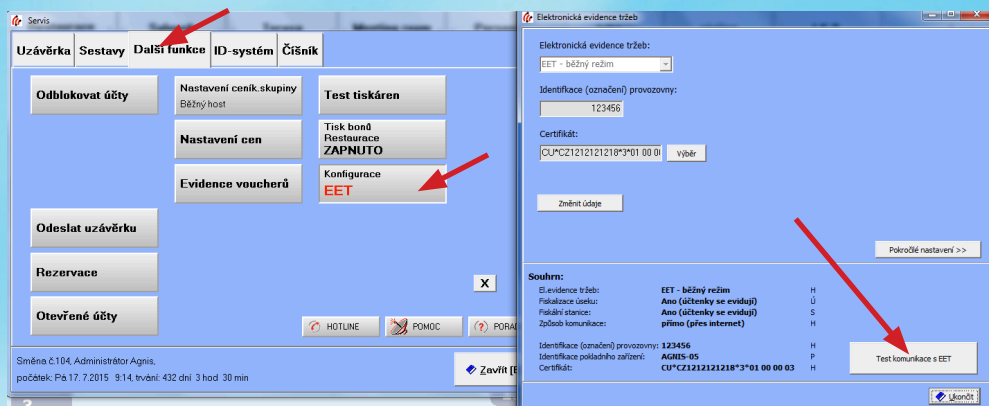 Servis
Uzávěrka Sestavy Další funkce ID-systém Číšník
Odblokovat účty
Nastavení ceník.skupiny
Běžný host
Test tiskáren
Nastavení cen
Tisk bonů
Restaurace
ZAPNUTO
Evidence voucherů
Konfigurace
EET
Odeslat uzávěrku
Rezervace
X
Otevřené účty
HOTLINE
POMOC
Směna č.104, Administrátor Agnis,
počátek: Pá 17.7.2015 9:14, trvání: 432 dní 3 hod 30 min
Zavřít
Elektronická evidence tržeb
Elektronická evidence tržeb:
EET - běžný režim
Identifikace (označení) provozovny:
123456
Certifikát:
CU*CZ1212121218*3*01 00 0
Výběr
Změnit údaje
Pokročilé nastavení >>
Souhrn:
El.evidence tržeb: EET - běžný režim H
Fiskalizace úseku: Ano (účtenky se evidují) Ú
Fiskální stanice: Ano (účtenky se evidují) S
Způsob komunikace: přímo (přes internet) H
Identifikace (označení) provozovny: 123456 H
Identifikace pokladního zařízení: AGNIS-05 P
Certifikát: CU*CZ1212121218*3*01 00 00 03 H
Test komunikace s EET
Ukončit